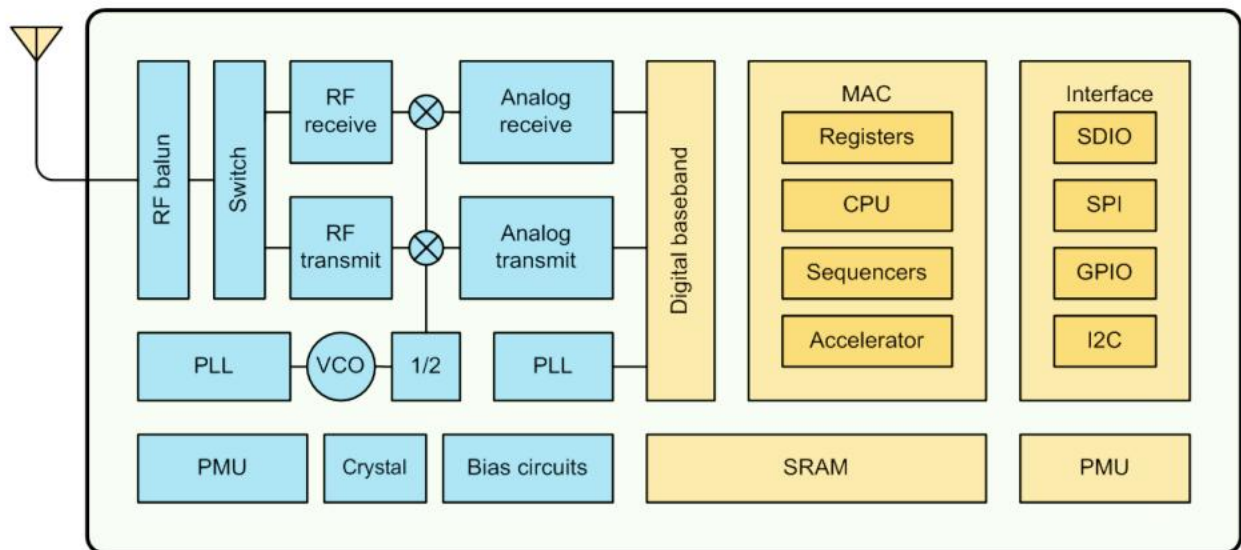 RF balun
Switch
RF
receive
Analog
receive
RF
transmit
Analog
transmit
PLL
VCO
1/2
PLL
Digital baseband
MAC
Registers
CPU
Sequencers
Accelerator
Interface
SDIO
SPI
GPIO
I2C
PMU
Crystal
Bias circuits
SRAM
PMU